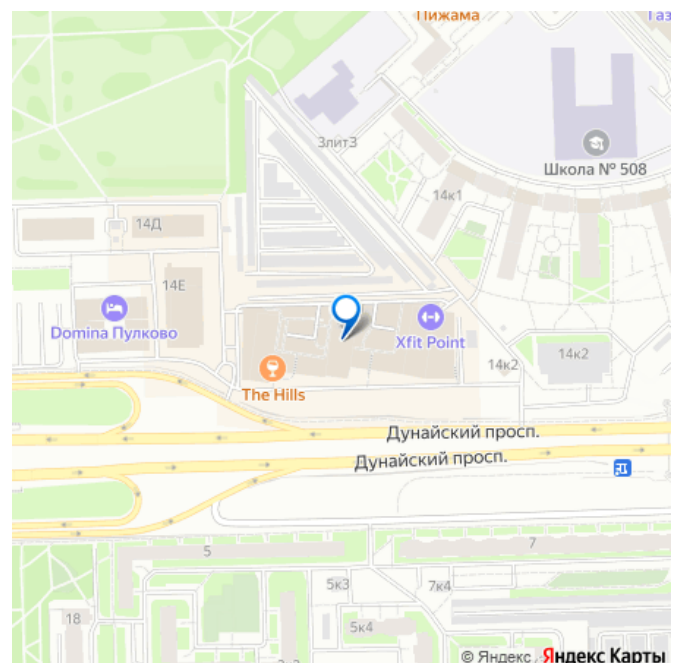 Пижама
Газ
3литЗ
Школа № 508
14к1
14Д
14Е
Domina Пулково
Xfit Point
The Hills
14к2
14к2
Дунайский просп.
Дунайский просп.
5
7
5к3
7к4
18
5к4
© Яндекс Яндекс Карты